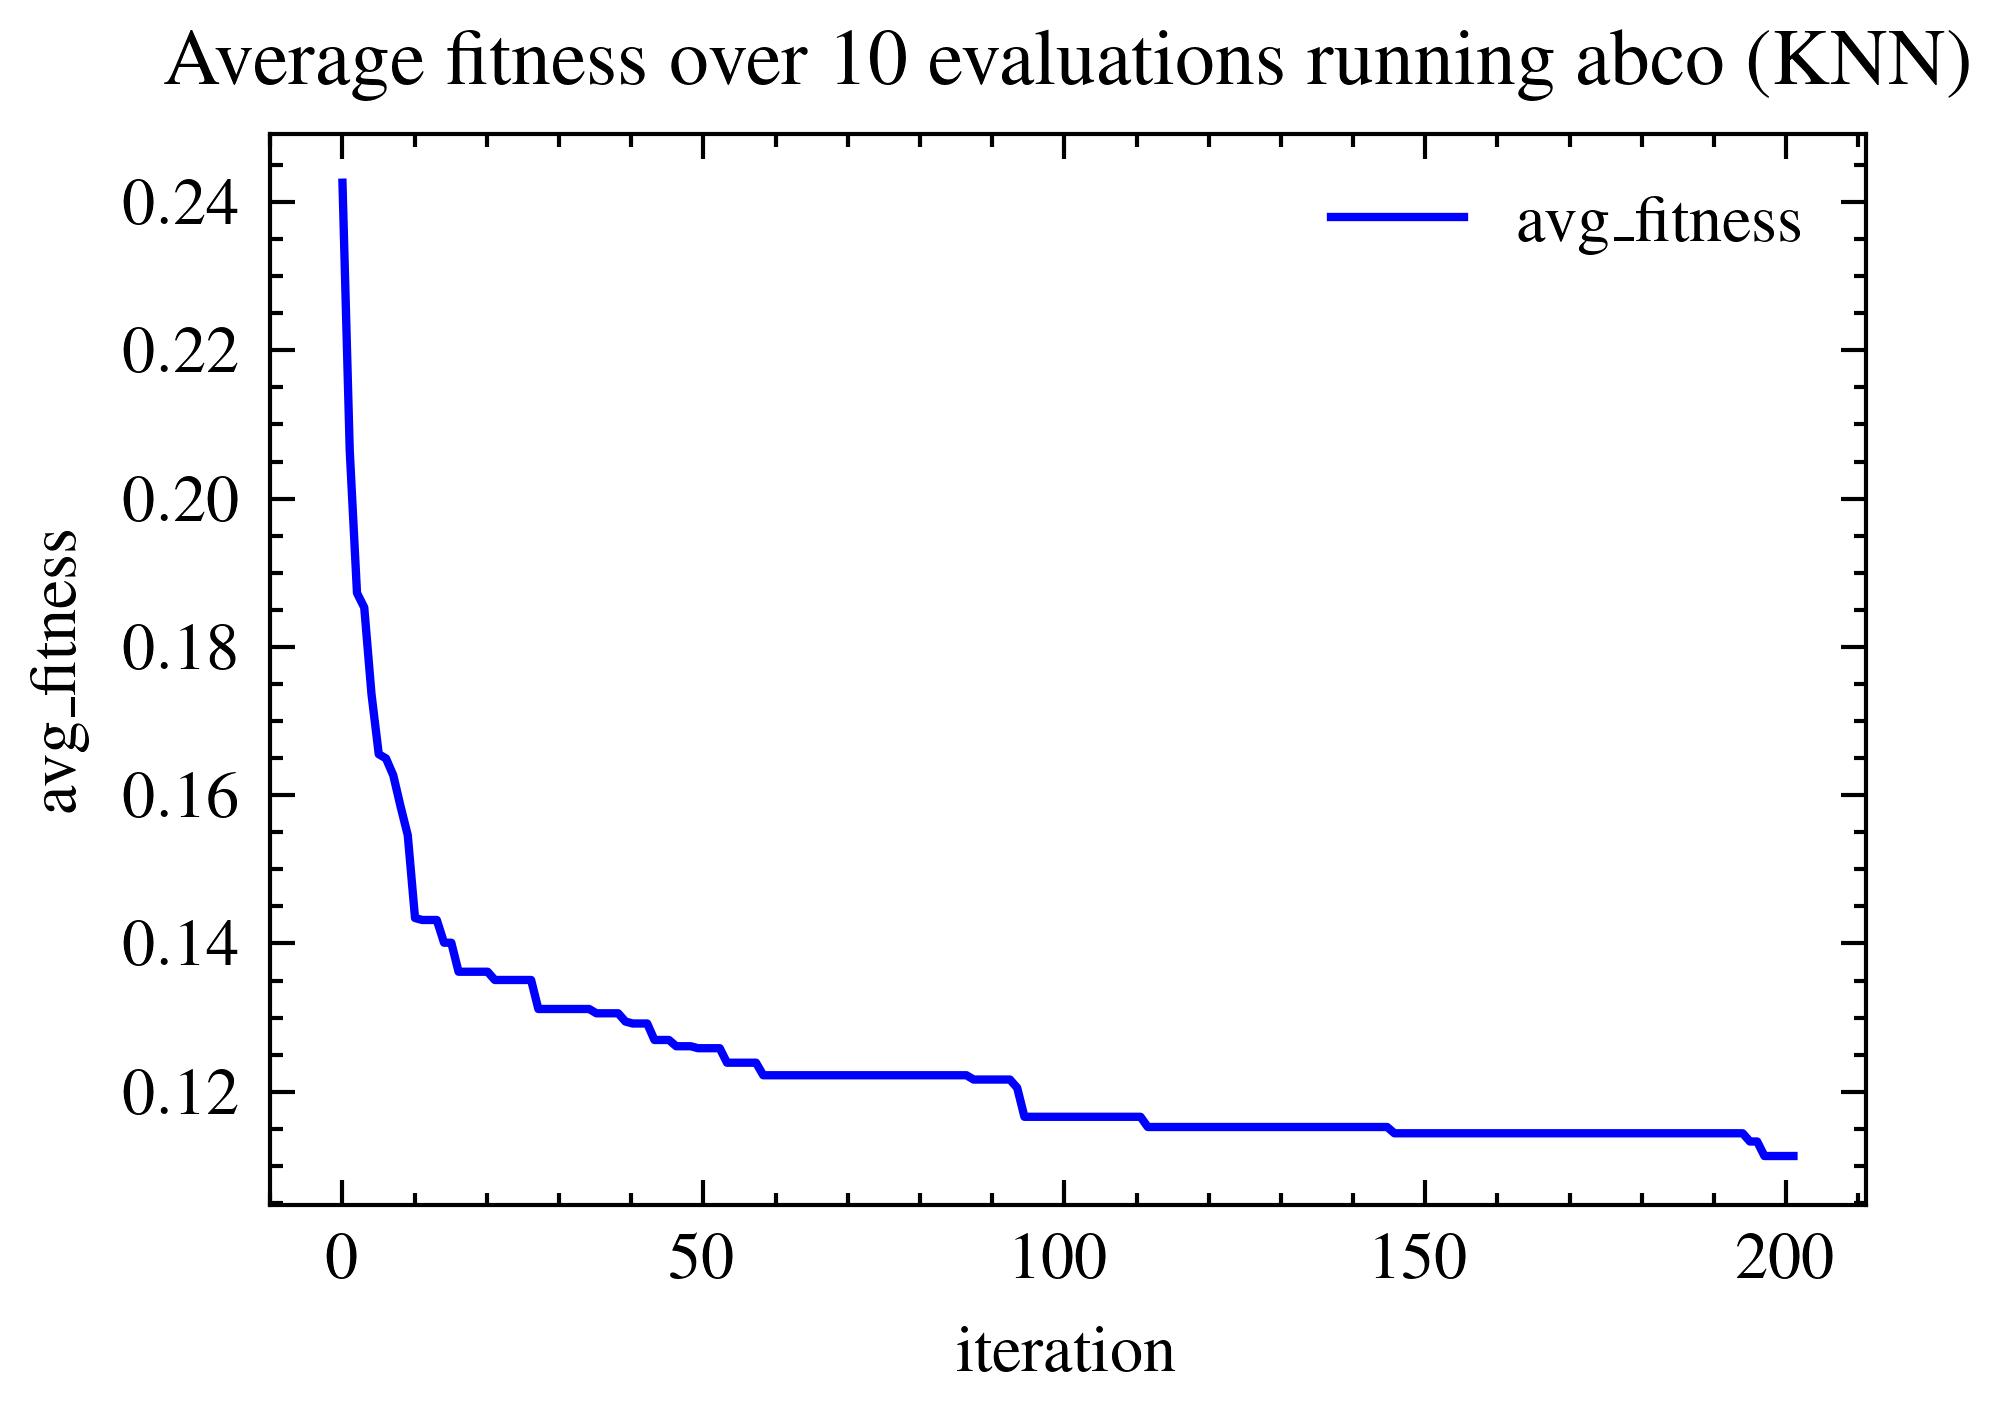 Average fitness over 10 evaluations running abco (KNN)
avg_fitness
0.24
0.22
0.20
0.18
0.16
0.14
0.12
avg_fitness
0 50 100 150 200
iteration